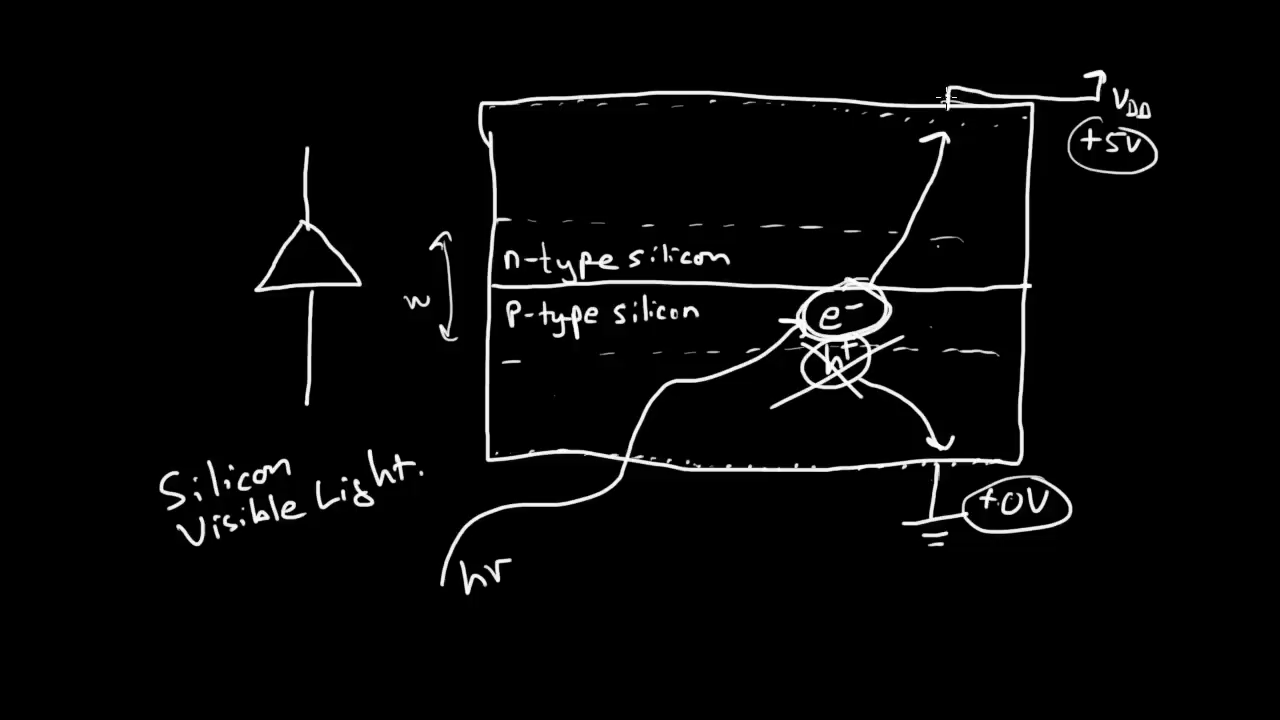 VDD
+5V
n-type silicon
w
p-type silicon
e-
h+
Silicon
Visible Light.
+0V
hν